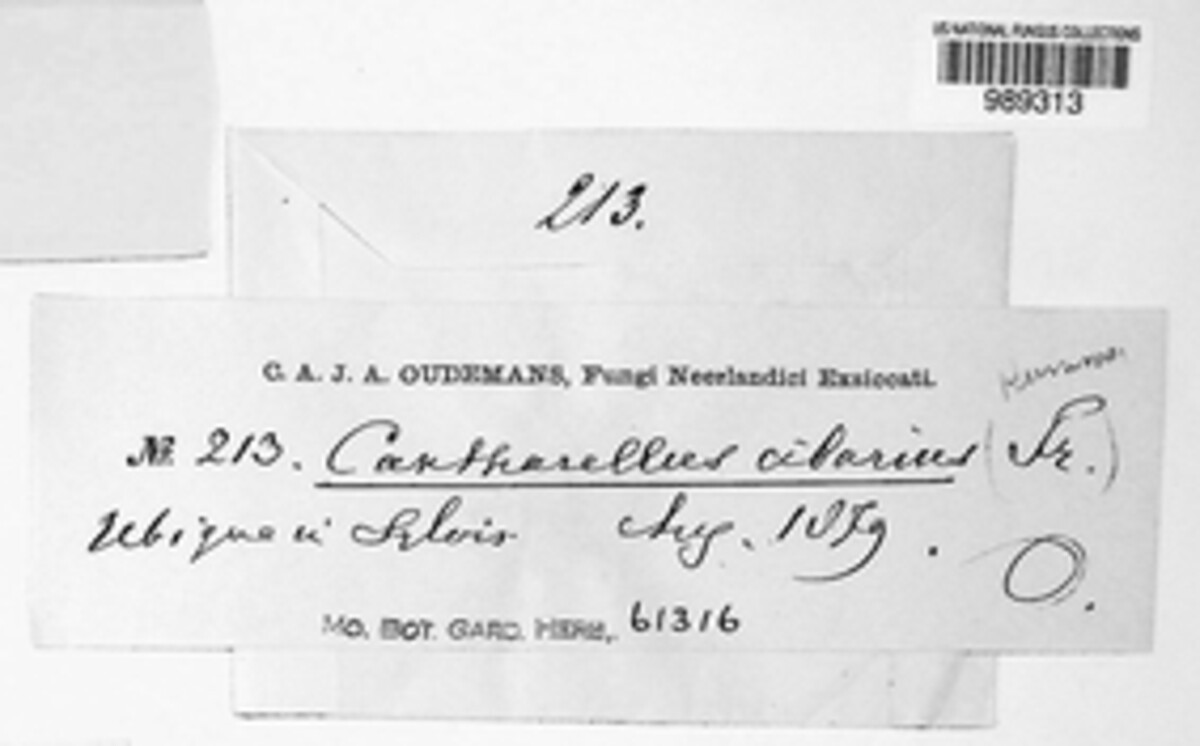 US NATIONAL FUNGUS COLLECTIONS
989313
213.
C. A. J. A. OUDEMANS, Fungi Neerlandici Exsiccati.
№ 213. Cantharellus cibarius (Fr.)
Ubique in Sylvis Aug. 1879.
O.
MO. BOT. GARD. HERB. 61316